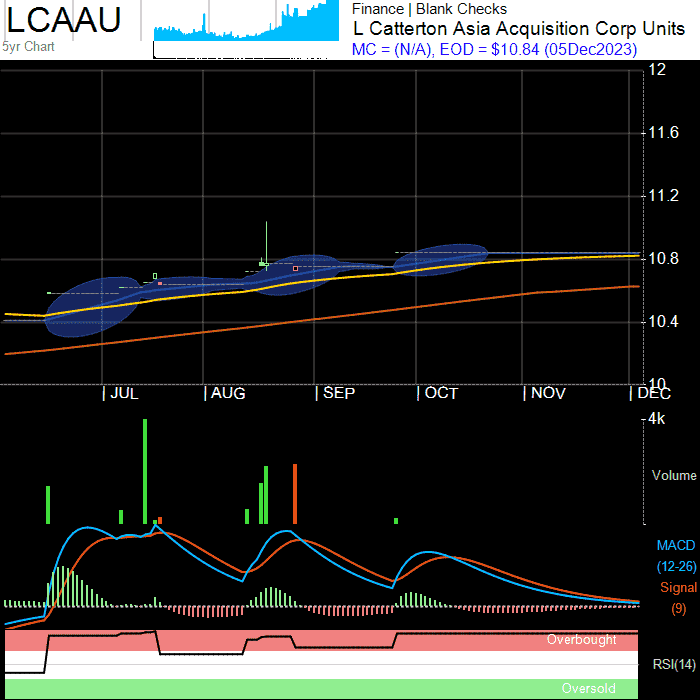 LCAAU
5yr Chart
Finance | Blank Checks
L Catterton Asia Acquisition Corp Units
MC = (N/A), EOD = $10.84 (05Dec2023)
12
11.6
11.2
10.8
10.4
10
| JUL | AUG | SEP | OCT | NOV | DEC
4k
Volume
MACD
(12-26)
Signal
(9)
Overbought
RSI(14)
Oversold